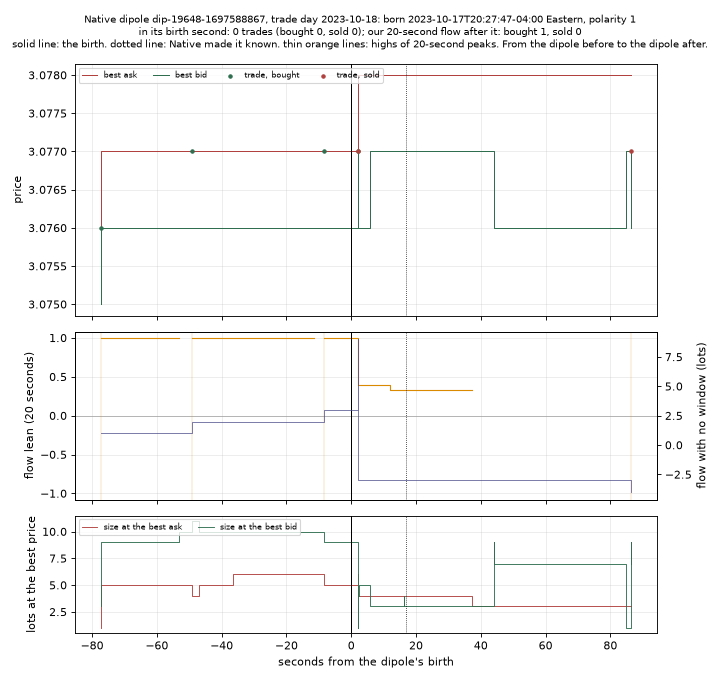 Native dipole dip-19648-1697588867, trade day 2023-10-18: born 2023-10-17T20:27:47-04:00 Eastern, polarity 1
in its birth second: 0 trades (bought 0, sold 0); our 20-second flow after it: bought 1, sold 0
solid line: the birth. dotted line: Native made it known. thin orange lines: highs of 20-second peaks. From the dipole before to the dipole after.
best ask
best bid
trade, bought
trade, sold
3.0780
3.0775
3.0770
3.0765
3.0760
3.0755
3.0750
price
1.0
0.5
0.0
−0.5
−1.0
flow lean (20 seconds)
7.5
5.0
2.5
0.0
−2.5
flow with no window (lots)
size at the best ask
size at the best bid
10.0
7.5
5.0
2.5
lots at the best price
−80
−60
−40
−20
0
20
40
60
80
seconds from the dipole's birth